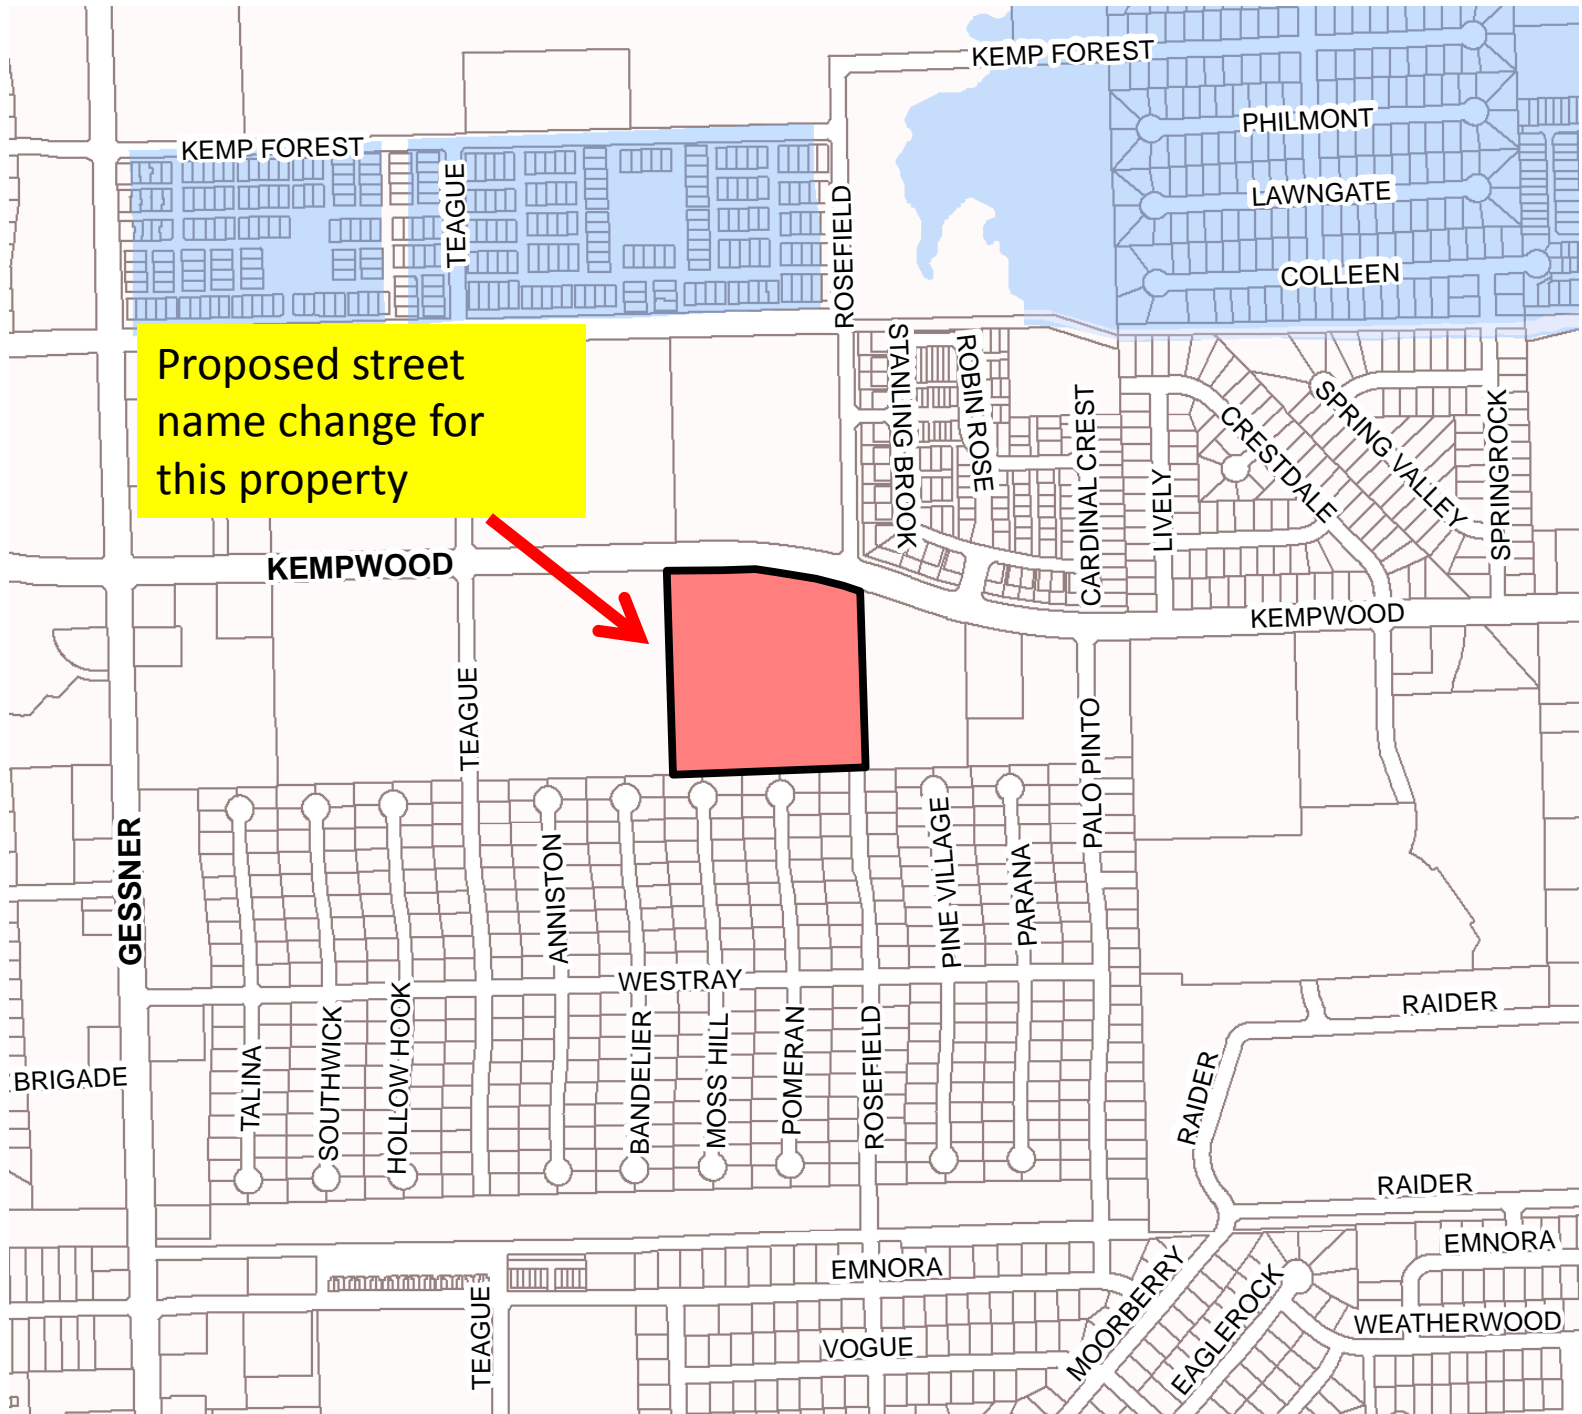 KEMP FOREST
PHILMONT
KEMP FOREST
TEAGUE
LAWNGATE
ROSEFIELD
COLLEEN
Proposed street
name change for
this property
STANLING BROOK
ROBIN ROSE
CARDINAL CREST
LIVELY
CRESTDALE
SPRING VALLEY
SPRINGROCK
KEMPWOOD
KEMPWOOD
TEAGUE
PALO PINTO
GESSNER
ANNISTON
PINE VILLAGE
PARANA
WESTRAY
RAIDER
BRIGADE
TALINA
SOUTHWICK
HOLLOW HOOK
BANDELIER
MOSS HILL
POMERAN
ROSEFIELD
RAIDER
RAIDER
EMNORA
EMNORA
TEAGUE
VOGUE
MOORBERRY
EAGLEROCK
WEATHERWOOD